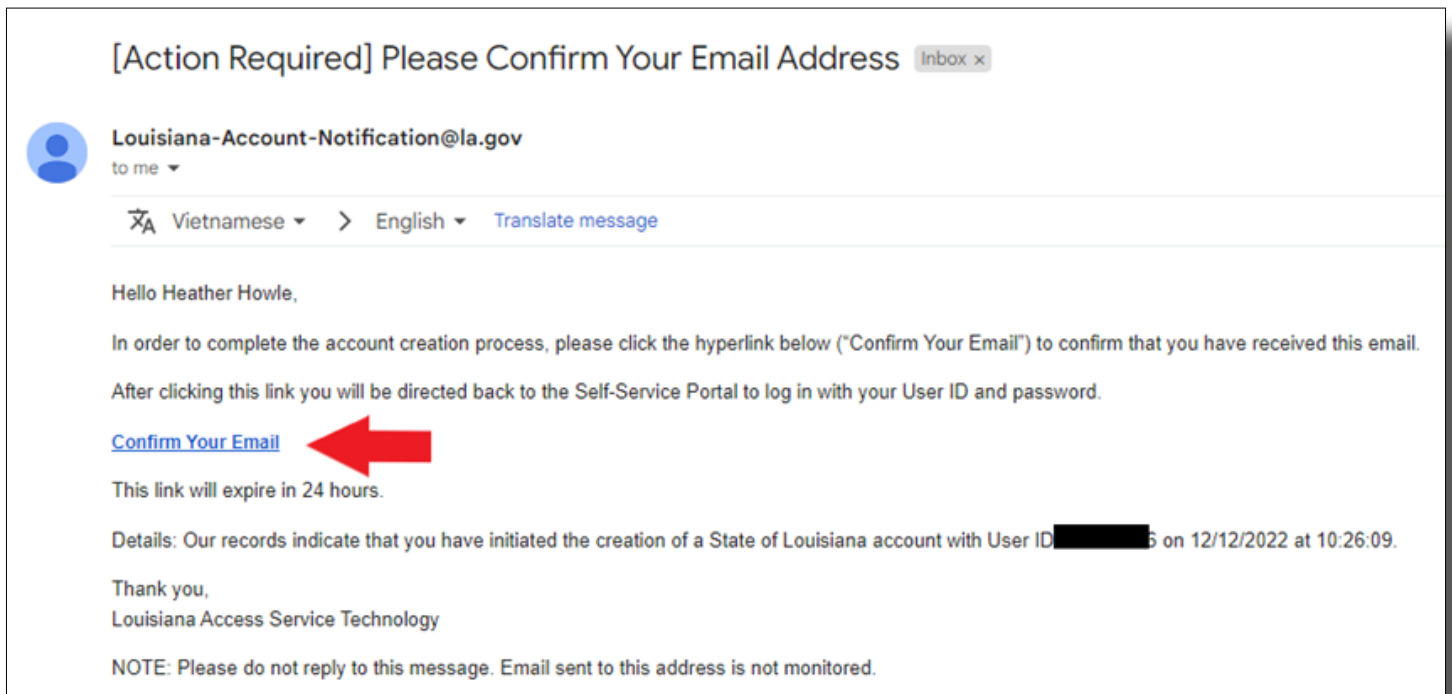 [Action Required] Please Confirm Your Email Address Inbox x
Louisiana-Account-Notification@la.gov
to me
Vietnamese > English Translate message
Hello Heather Howle,
In order to complete the account creation process, please click the hyperlink below (“Confirm Your Email”) to confirm that you have received this email.
After clicking this link you will be directed back to the Self-Service Portal to log in with your User ID and password.
Confirm Your Email
This link will expire in 24 hours.
Details: Our records indicate that you have initiated the creation of a State of Louisiana account with User ID 6 on 12/12/2022 at 10:26:09.
Thank you,
Louisiana Access Service Technology
NOTE: Please do not reply to this message. Email sent to this address is not monitored.